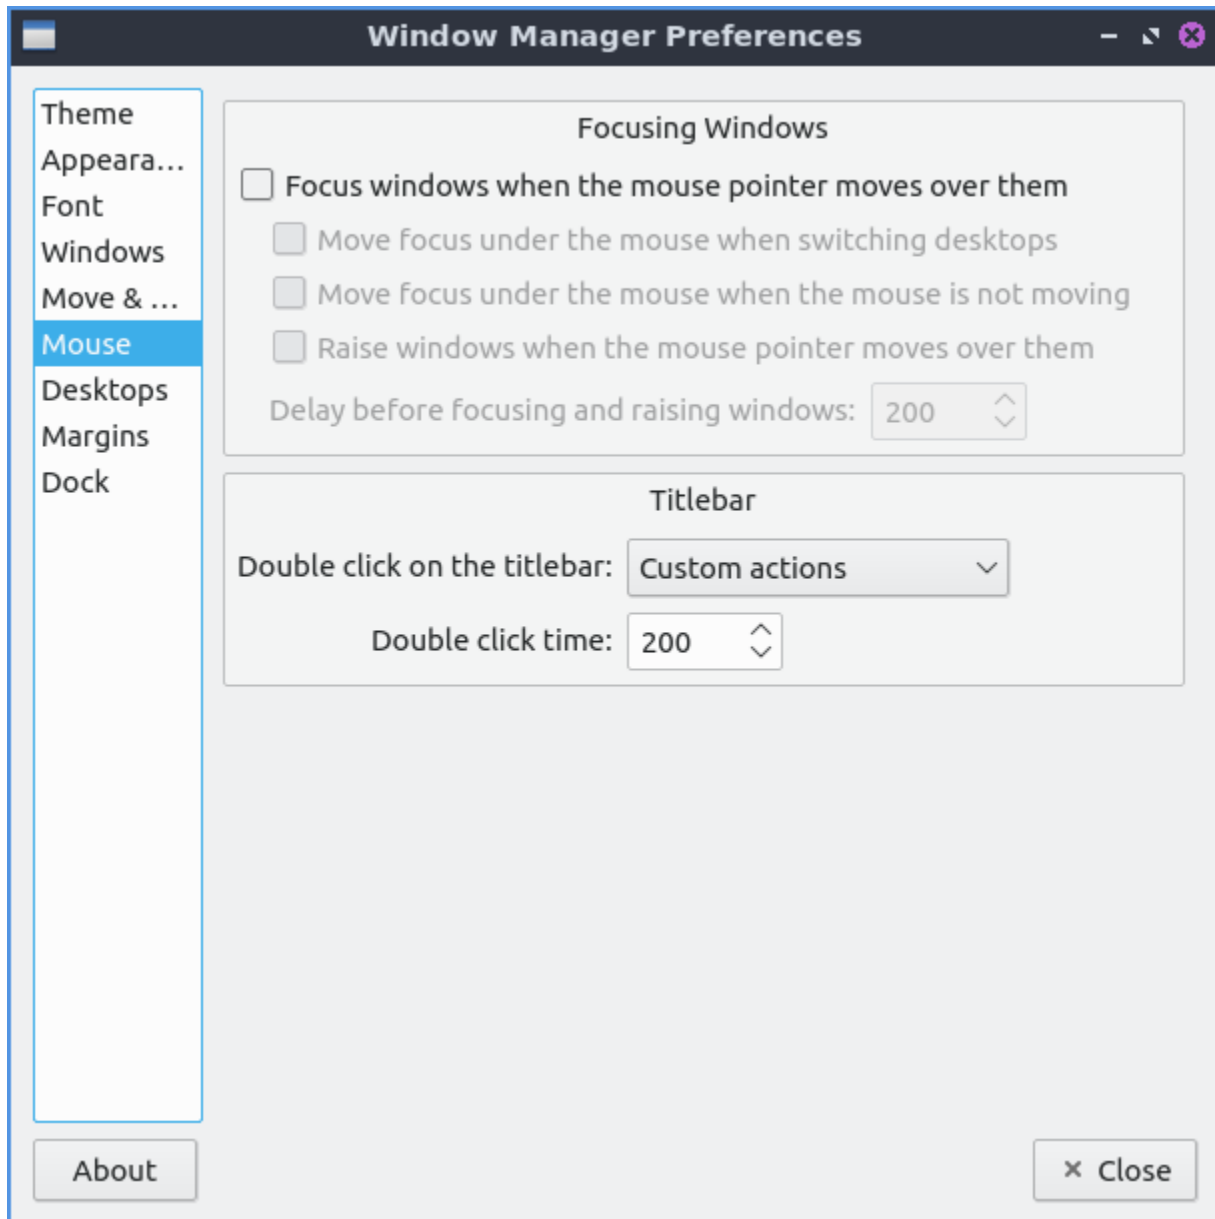 Window Manager Preferences
Theme
Appeara...
Font
Windows
Move & ...
Mouse
Desktops
Margins
Dock
Focusing Windows
Focus windows when the mouse pointer moves over them
Move focus under the mouse when switching desktops
Move focus under the mouse when the mouse is not moving
Raise windows when the mouse pointer moves over them
Delay before focusing and raising windows: 200
Titlebar
Double click on the titlebar: Custom actions
Double click time: 200
About
Close